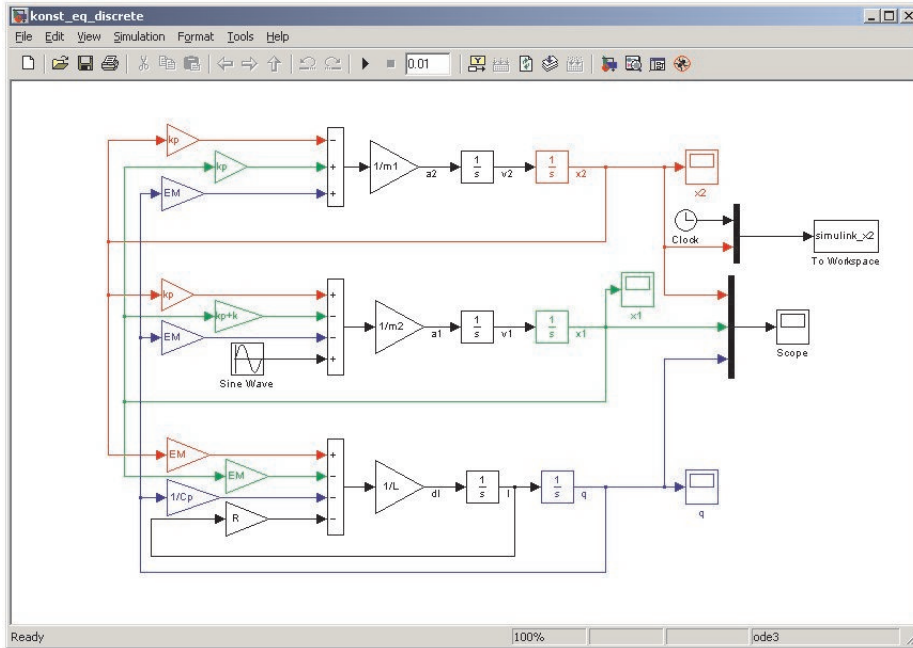 konst_eq_discrete
File Edit View Simulation Format Tools Help
0.01
kp
kp
EM
−
+
+
1/m1
a2
1
s
v2
1
s
x2
x2
Clock
simulink_x2
To Workspace
kp
kp+k
EM
Sine Wave
+
−
−
+
1/m2
a1
1
s
v1
1
s
x1
x1
Scope
EM
EM
1/Cp
R
+
−
−
−
1/L
dI
1
s
I
1
s
q
q
Ready 100% ode3